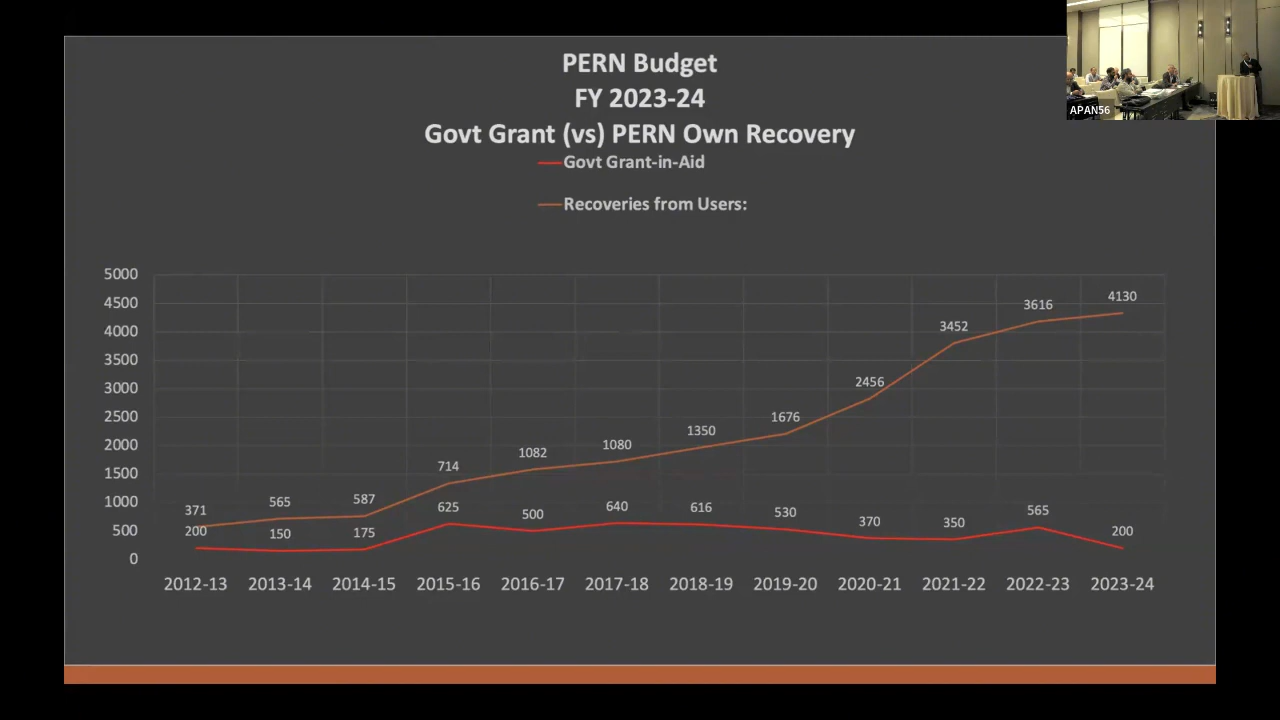 PERN Budget
FY 2023-24
Govt Grant (vs) PERN Own Recovery
Govt Grant-in-Aid
Recoveries from Users:
APAN56
5000
4500
4000
3500
3000
2500
2000
1500
1000
500
0
371 565 587 714 1082 1080 1350 1676 2456 3452 3616 4130
200 150 175 625 500 640 616 530 370 350 565 200
2012-13 2013-14 2014-15 2015-16 2016-17 2017-18 2018-19 2019-20 2020-21 2021-22 2022-23 2023-24